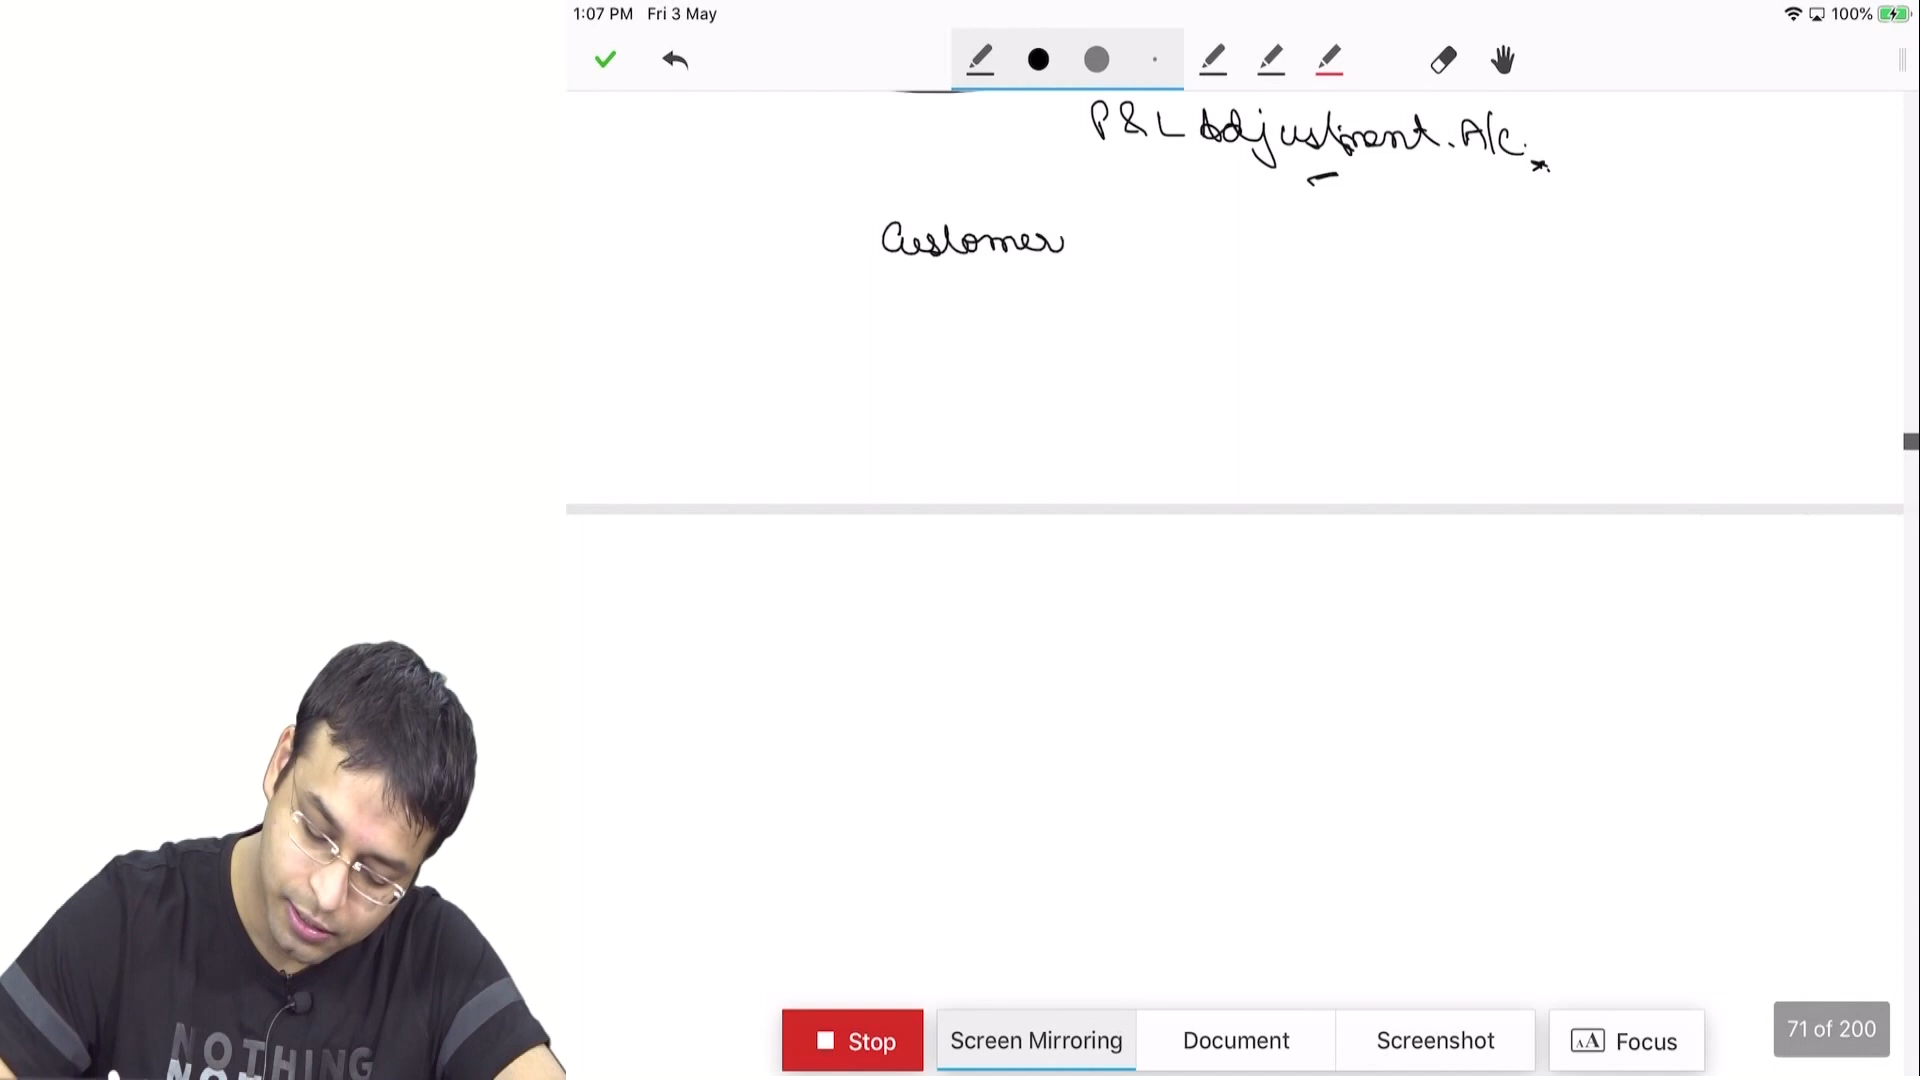 1:07 PM Fri 3 May 100%
P & L Adjustment. A/c.
Customer
NOTHING
Stop Screen Mirroring Document Screenshot AA Focus 71 of 200